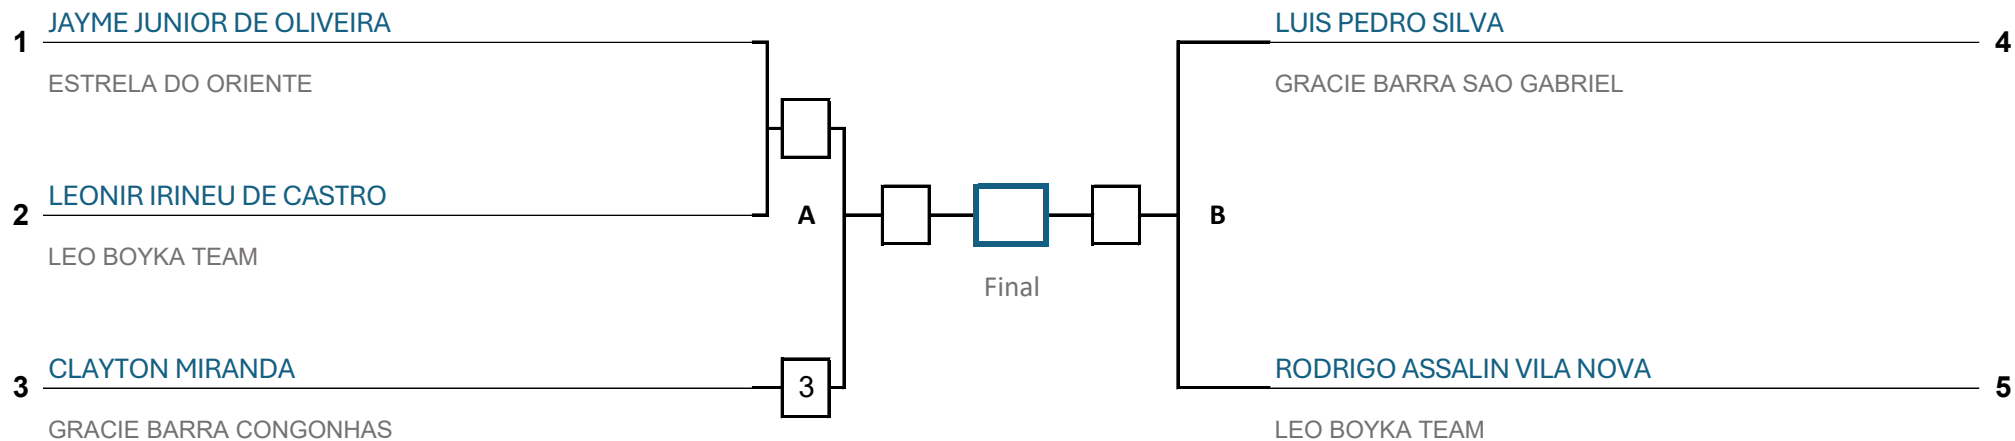 1 JAYME JUNIOR DE OLIVEIRA
ESTRELA DO ORIENTE
2 LEONIR IRINEU DE CASTRO
LEO BOYKA TEAM
A
3 CLAYTON MIRANDA
3
GRACIE BARRA CONGONHAS
Final
LUIS PEDRO SILVA 4
GRACIE BARRA SAO GABRIEL
B
RODRIGO ASSALIN VILA NOVA 5
LEO BOYKA TEAM